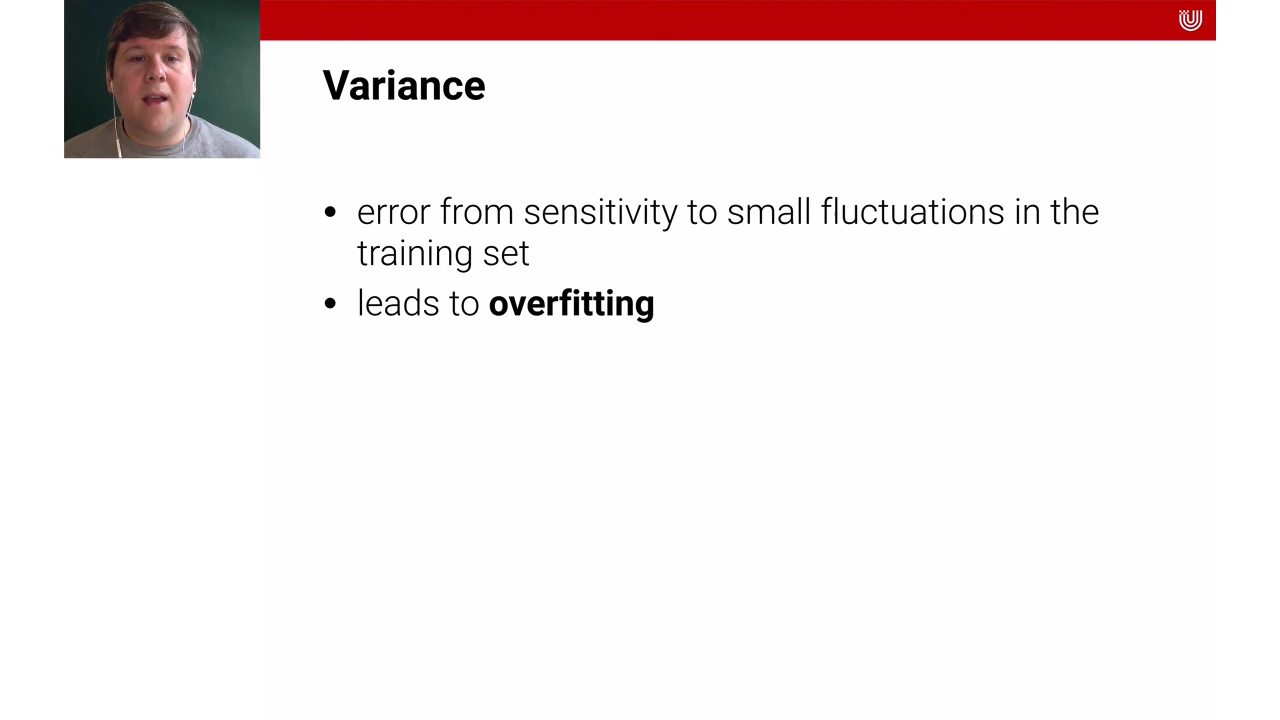 Variance
• error from sensitivity to small fluctuations in the
training set
• leads to overfitting